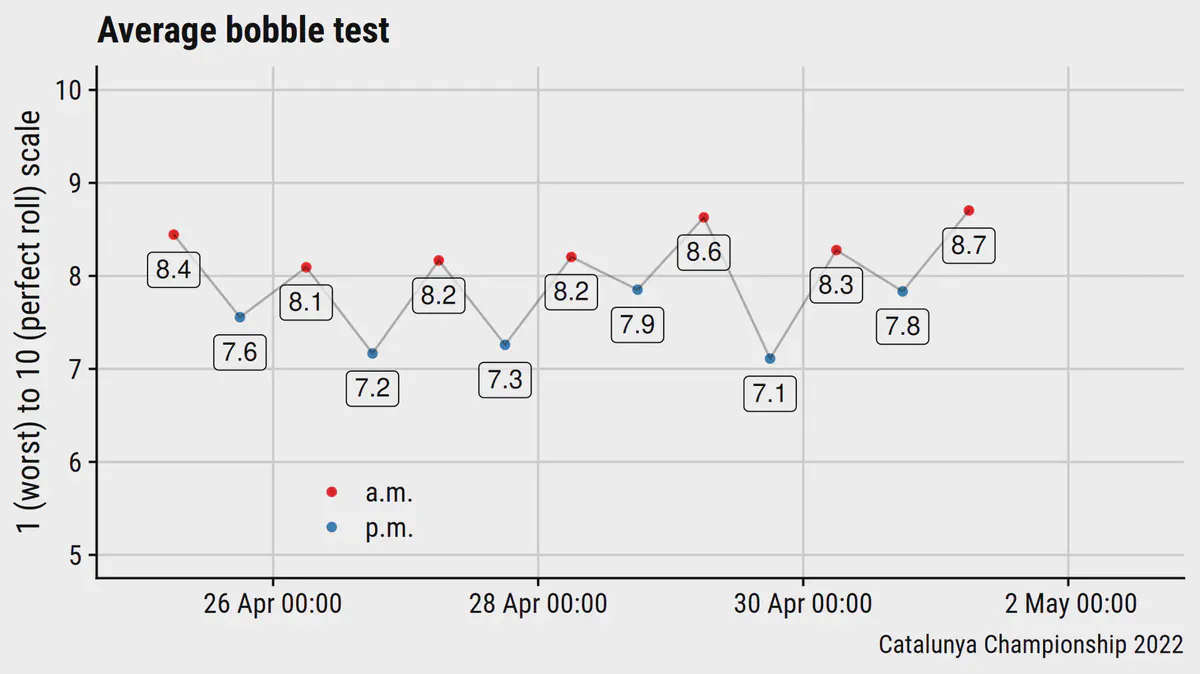 Average bobble test
1 (worst) to 10 (perfect roll) scale
10
9
8
7
6
5
8.4
7.6
8.1
7.2
8.2
7.3
8.2
7.9
8.6
7.1
8.3
7.8
8.7
a.m.
p.m.
26 Apr 00:00
28 Apr 00:00
30 Apr 00:00
2 May 00:00
Catalunya Championship 2022